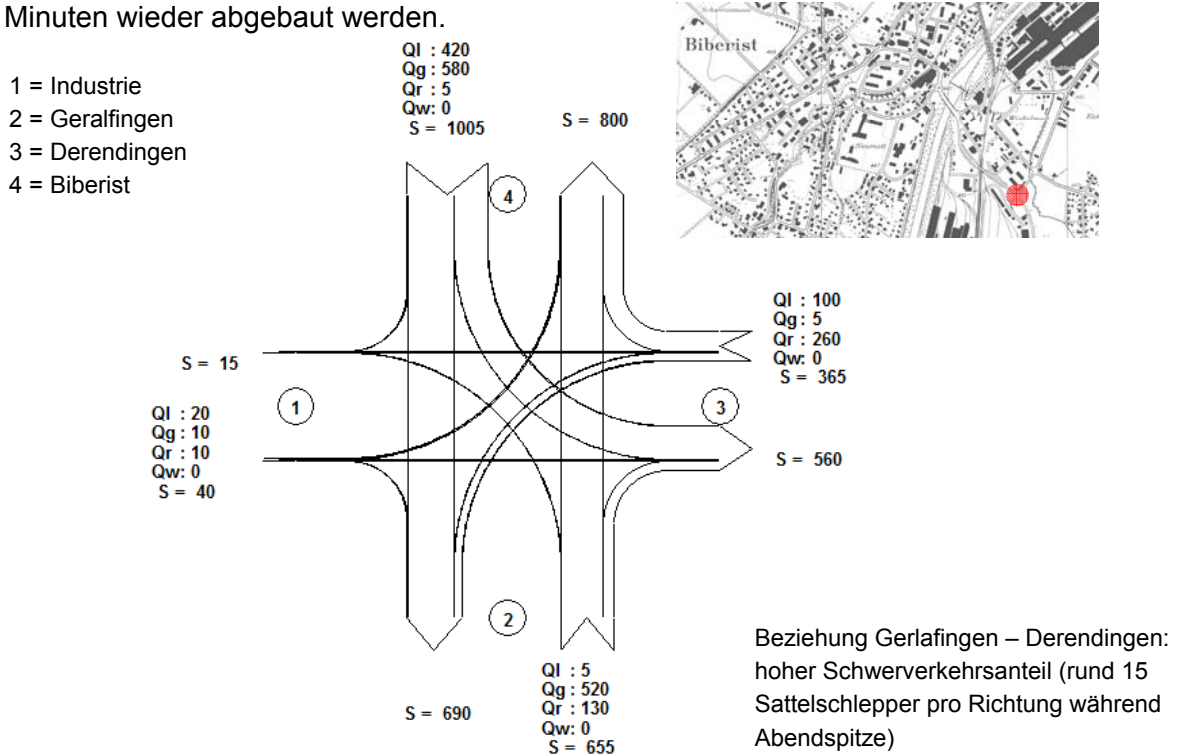 Minuten wieder abgebaut werden.
1 = Industrie
2 = Geralfingen
3 = Derendingen
4 = Biberist
Ql : 420
Qg : 580
Qr : 5
Qw: 0
S = 1005
S = 800
Biberist
4
Ql : 100
Qg : 5
Qr : 260
Qw: 0
S = 365
S = 15
1
3
Ql : 20
Qg : 10
Qr : 10
Qw: 0
S = 40
S = 560
2
Ql : 5
Qg : 520
Qr : 130
Qw: 0
S = 655
S = 690
Beziehung Gerlafingen – Derendingen:
hoher Schwerverkehrsanteil (rund 15
Sattelschlepper pro Richtung während
Abendspitze)